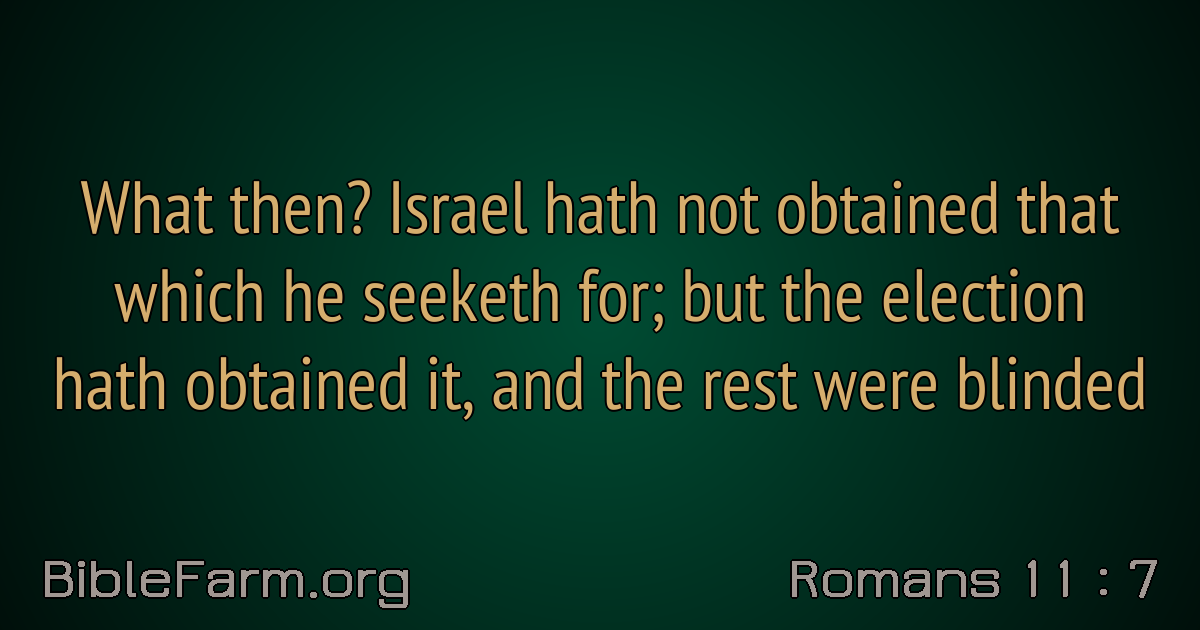 What then? Israel hath not obtained that
which he seeketh for; but the election
hath obtained it, and the rest were blinded
BibleFarm.org
Romans 11 : 7